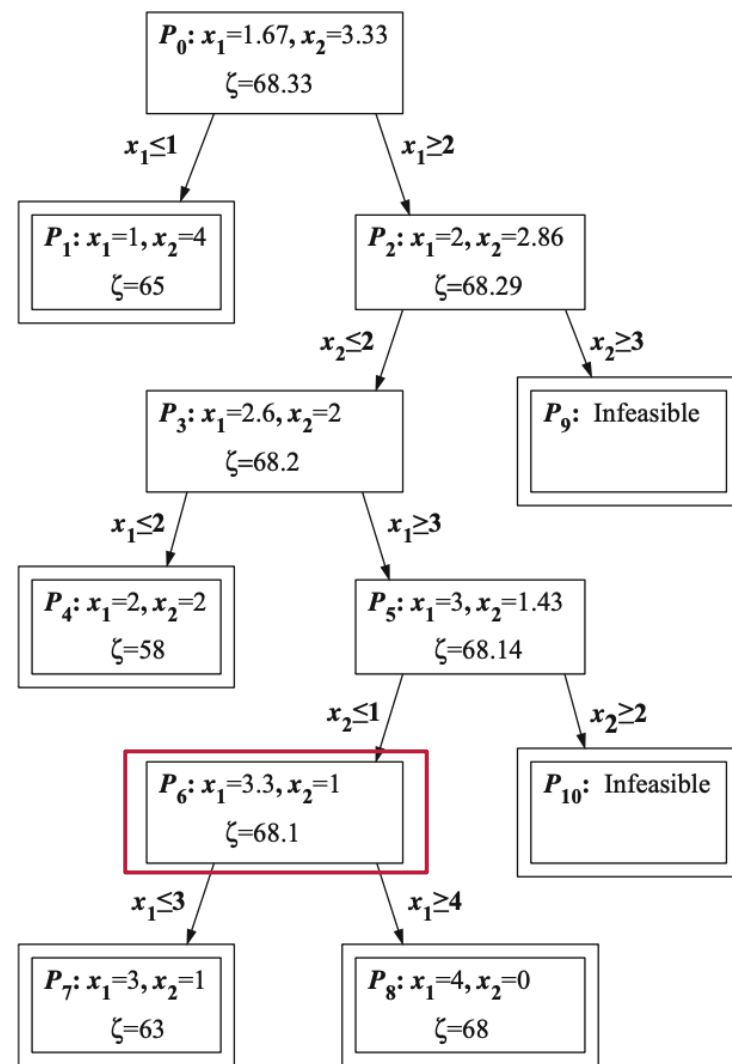 P₀: x₁=1.67, x₂=3.33
ζ=68.33
x₁≤1
x₁≥2
P₁: x₁=1, x₂=4
ζ=65
P₂: x₁=2, x₂=2.86
ζ=68.29
x₂≤2
x₂≥3
P₃: x₁=2.6, x₂=2
ζ=68.2
P₉: Infeasible
x₁≤2
x₁≥3
P₄: x₁=2, x₂=2
ζ=58
P₅: x₁=3, x₂=1.43
ζ=68.14
x₂≤1
x₂≥2
P₆: x₁=3.3, x₂=1
ζ=68.1
P₁₀: Infeasible
x₁≤3
x₁≥4
P₇: x₁=3, x₂=1
ζ=63
P₈: x₁=4, x₂=0
ζ=68